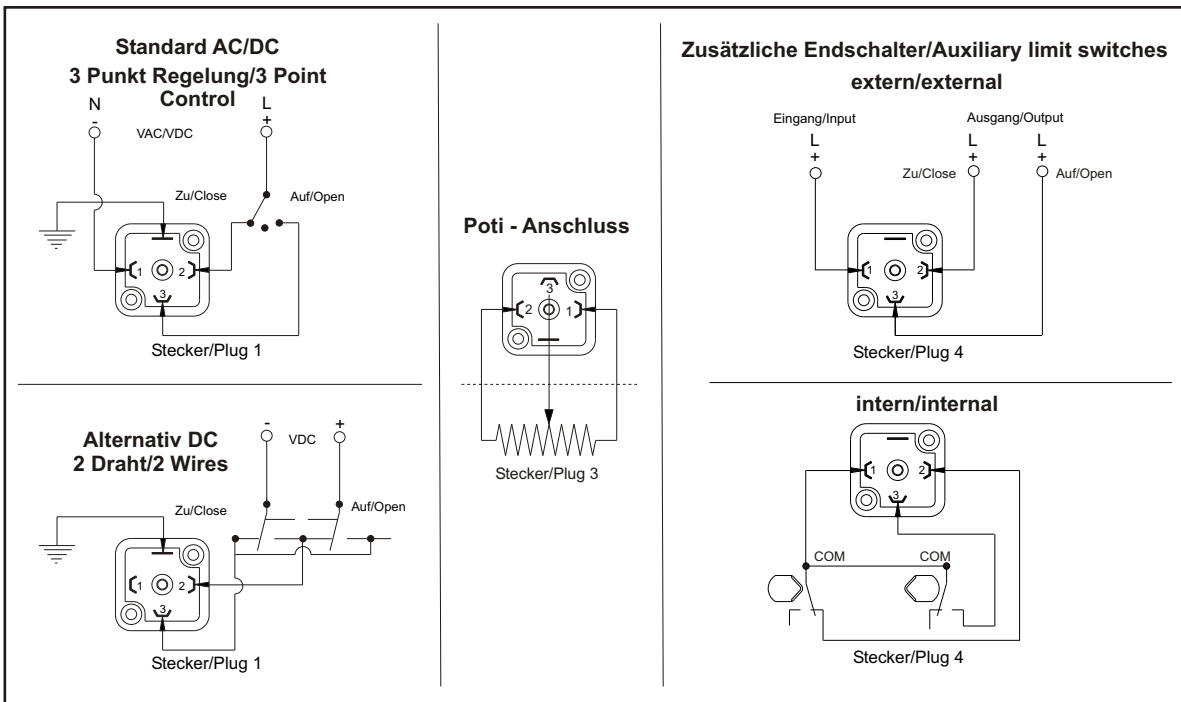 Standard AC/DC
3 Punkt Regelung/3 Point
Control
N
L
-
+
VAC/VDC
Zu/Close
Auf/Open
1
2
3
Stecker/Plug 1
Alternativ DC
2 Draht/2 Wires
-
+
VDC
Zu/Close
Auf/Open
1
2
3
Stecker/Plug 1
Poti - Anschluss
3
2
1
Stecker/Plug 3
Zusätzliche Endschalter/Auxiliary limit switches
extern/external
Eingang/Input
Ausgang/Output
L
L
L
+
+
+
Zu/Close
Auf/Open
1
2
3
Stecker/Plug 4
intern/internal
1
2
3
COM
COM
Stecker/Plug 4